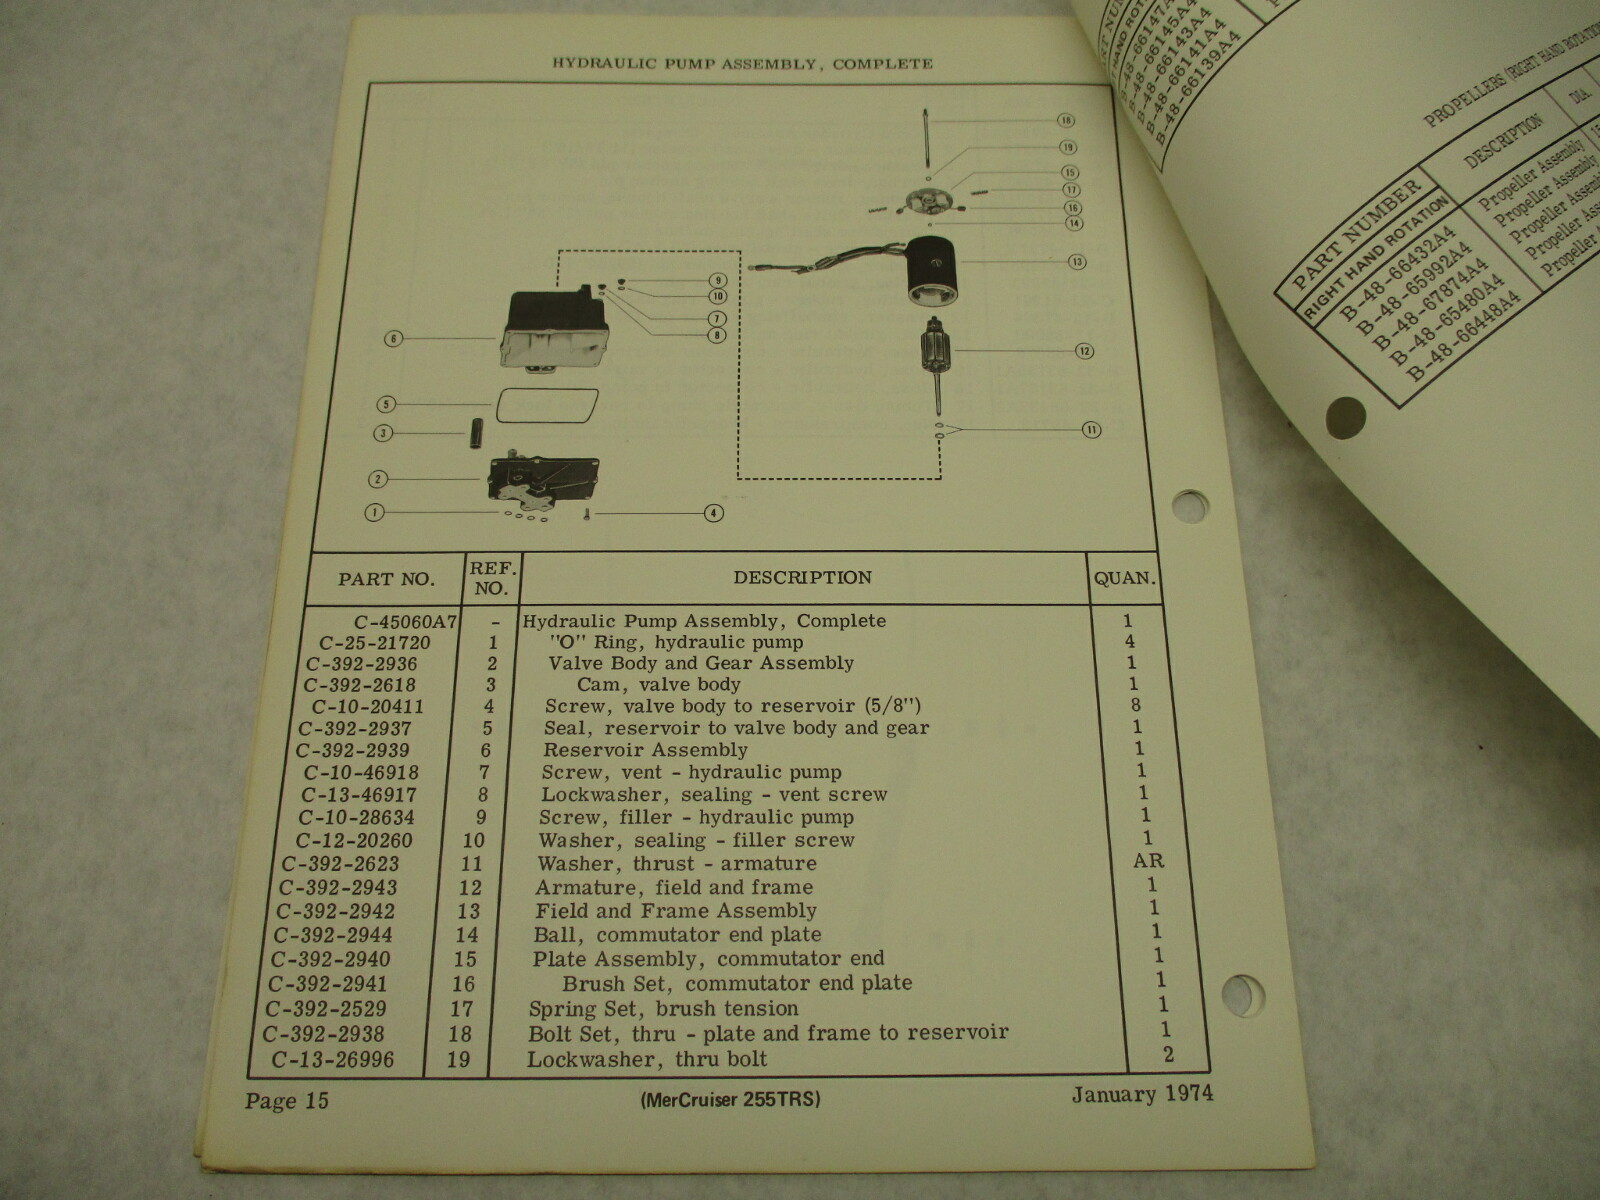 HYDRAULIC PUMP ASSEMBLY, COMPLETE
18
19
15
17
16
14
13
9
10
7
8
6
12
5
3
11
2
1
4
PART NO. REF. NO. DESCRIPTION QUAN.
C-45060A7 - Hydraulic Pump Assembly, Complete 1
C-25-21720 1 "O" Ring, hydraulic pump 4
C-392-2936 2 Valve Body and Gear Assembly 1
C-392-2618 3 Cam, valve body 1
C-10-20411 4 Screw, valve body to reservoir (5/8") 8
C-392-2937 5 Seal, reservoir to valve body and gear 1
C-392-2939 6 Reservoir Assembly 1
C-10-46918 7 Screw, vent - hydraulic pump 1
C-13-46917 8 Lockwasher, sealing - vent screw 1
C-10-28634 9 Screw, filler - hydraulic pump 1
C-12-20260 10 Washer, sealing - filler screw 1
C-392-2623 11 Washer, thrust - armature AR
C-392-2943 12 Armature, field and frame 1
C-392-2942 13 Field and Frame Assembly 1
C-392-2944 14 Ball, commutator end plate 1
C-392-2940 15 Plate Assembly, commutator end 1
C-392-2941 16 Brush Set, commutator end plate 1
C-392-2529 17 Spring Set, brush tension 1
C-392-2938 18 Bolt Set, thru - plate and frame to reservoir 1
C-13-26996 19 Lockwasher, thru bolt 2
Page 15 (MerCruiser 255TRS) January 1974
B-48-66147A4
B-48-66145A4
B-48-66143A4
B-48-66141A4
B-48-66139A4
PROPELLERS (RIGHT HAND ROTATION
PART NUMBER DESCRIPTION DIA.
RIGHT HAND ROTATION
B-48-66432A4 Propeller Assembly
B-48-65992A4 Propeller Assembly
B-48-67874A4 Propeller
B-48-65480A4 Propeller
B-48-66448A4 Propeller